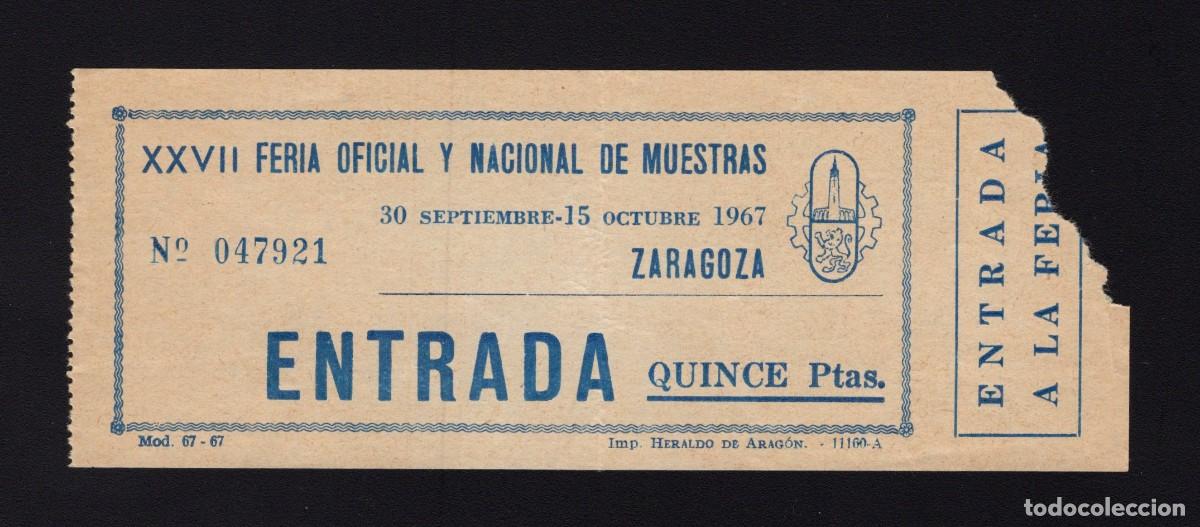 XXVII FERIA OFICIAL Y NACIONAL DE MUESTRAS
30 SEPTIEMBRE-15 OCTUBRE 1967
Nº 047921
ZARAGOZA
ENTRADA QUINCE Ptas.
Mod. 67 - 67
Imp. HERALDO DE ARAGÓN. - 11160-A
ENTRADA
A LA FERIA
todocoleccion